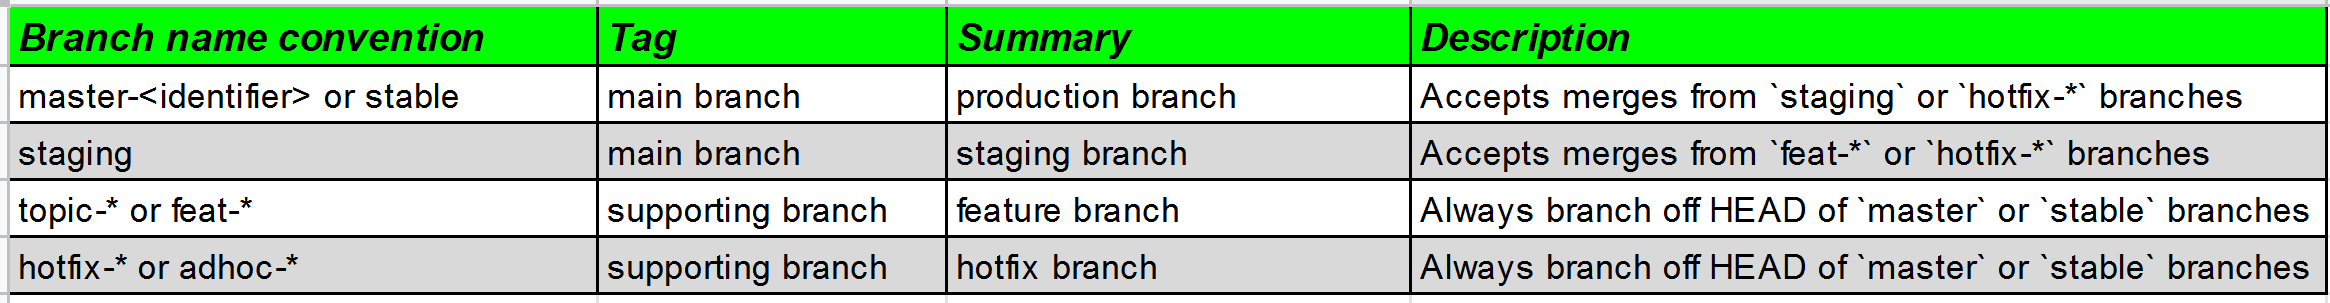 Branch name convention Tag Summary Description
master-<identifier> or stable main branch production branch Accepts merges from `staging` or `hotfix-*` branches
staging main branch staging branch Accepts merges from `feat-*` or `hotfix-*` branches
topic-* or feat-* supporting branch feature branch Always branch off HEAD of `master` or `stable` branches
hotfix-* or adhoc-* supporting branch hotfix branch Always branch off HEAD of `master` or `stable` branches